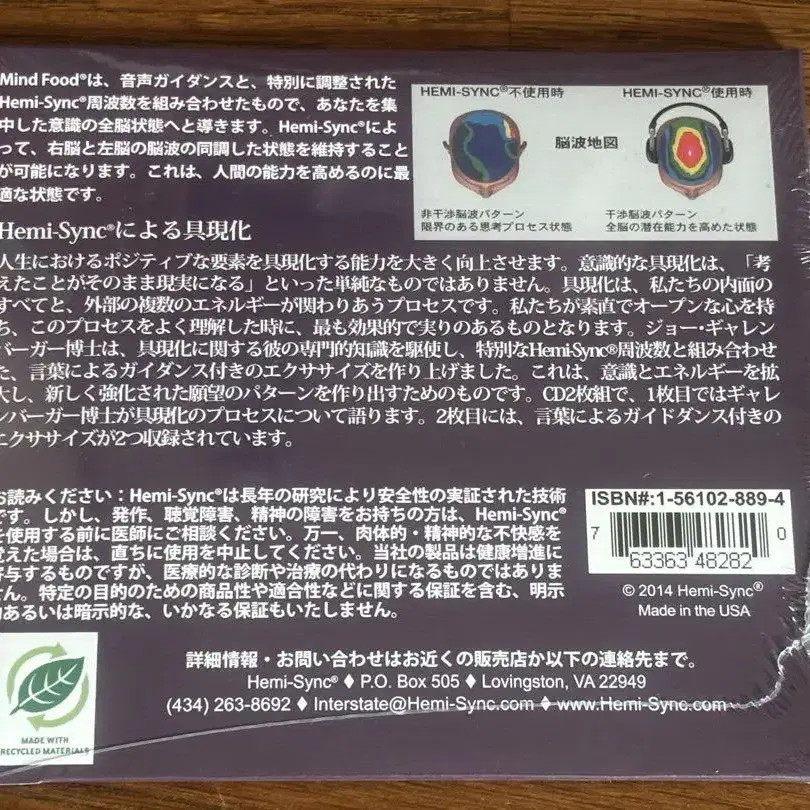 Mind Food®は、音声ガイダンスと、特別に調整された
Hemi-Sync®周波数を組み合わせたもので、あなたを集
中した意識の全脳状態へと導きます。Hemi-Sync®によ
って、右脳と左脳の脳波の同調した状態を維持すること
が可能になります。これは、人間の能力を高めるのに最
適な状態です。
HEMI-SYNC®不使用時
HEMI-SYNC®使用時
脳波地図
非干渉脳波パターン
限界のある思考プロセス状態
干渉脳波パターン
全脳の潜在能力を高めた状態
Hemi-Sync®による具現化
人生におけるポジティブな要素を具現化する能力を大きく向上させます。意識的な具現化は、「考
えたことがそのまま現実になる」といった単純なものではありません。具現化は、私たちの内面の
すべてと、外部の複数のエネルギーが関わりあうプロセスです。私たちが素直でオープンな心を持
ち、このプロセスをよく理解した時に、最も効果的で実りのあるものとなります。ジョー・ギャレン
バーガー博士は、具現化に関する彼の専門的知識を駆使し、特別なHemi-Sync®周波数と組み合わせ
た、言葉によるガイダンス付きのエクササイズを作り上げました。これは、意識とエネルギーを拡
大し、新しく強化された願望のパターンを作り出すためのものです。CD2枚組で、1枚目ではギャレ
ンバーガー博士が具現化のプロセスについて語ります。2枚目には、言葉によるガイドダンス付きの
エクササイズが2つ収録されています。
お読みください：Hemi-Sync®は長年の研究により安全性の実証された技術
です。しかし、発作、聴覚障害、精神の障害をお持ちの方は、Hemi-Sync®
を使用する前に医師にご相談ください。万一、肉体的・精神的な不快感を
覚えた場合は、直ちに使用を中止してください。当社の製品は健康増進に
寄与するものですが、医療的な診断や治療の代わりになるものではありま
せん。特定の目的のための商品性や適合性などに関する保証を含む、明示
的あるいは暗示的な、いかなる保証もいたしません。
ISBN#:1-56102-889-4
7 63363 48282 0
© 2014 Hemi-Sync®
Made in the USA
MADE WITH
RECYCLED MATERIALS
詳細情報・お問い合わせはお近くの販売店か以下の連絡先まで。
Hemi-Sync® ♦ P.O. Box 505 ♦ Lovingston, VA 22949
(434) 263-8692 ♦ Interstate@Hemi-Sync.com ♦ www.Hemi-Sync.com